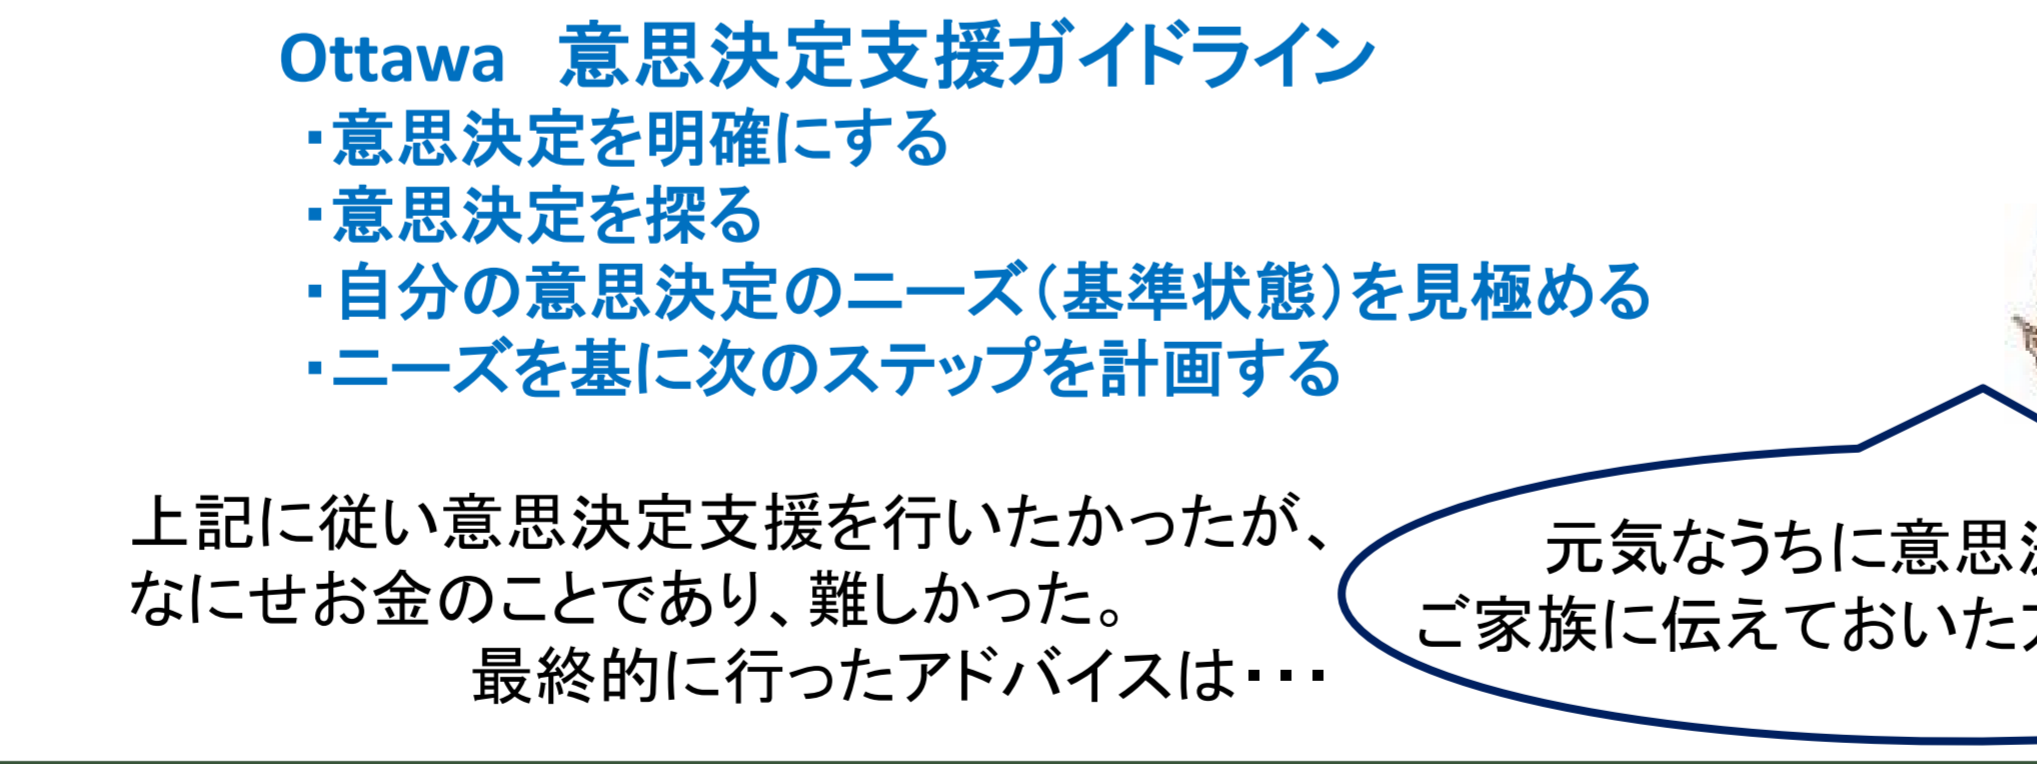 Ottawa 意思決定支援ガイドライン
・意思決定を明確にする
・意思決定を探る
・自分の意思決定のニーズ(基準状態)を見極める
・ニーズを基に次のステップを計画する
上記に従い意思決定支援を行いたかったが、
なにせお金のことであり、難しかった。
最終的に行ったアドバイスは・・・
元気なうちに意思
ご家族に伝えておいた